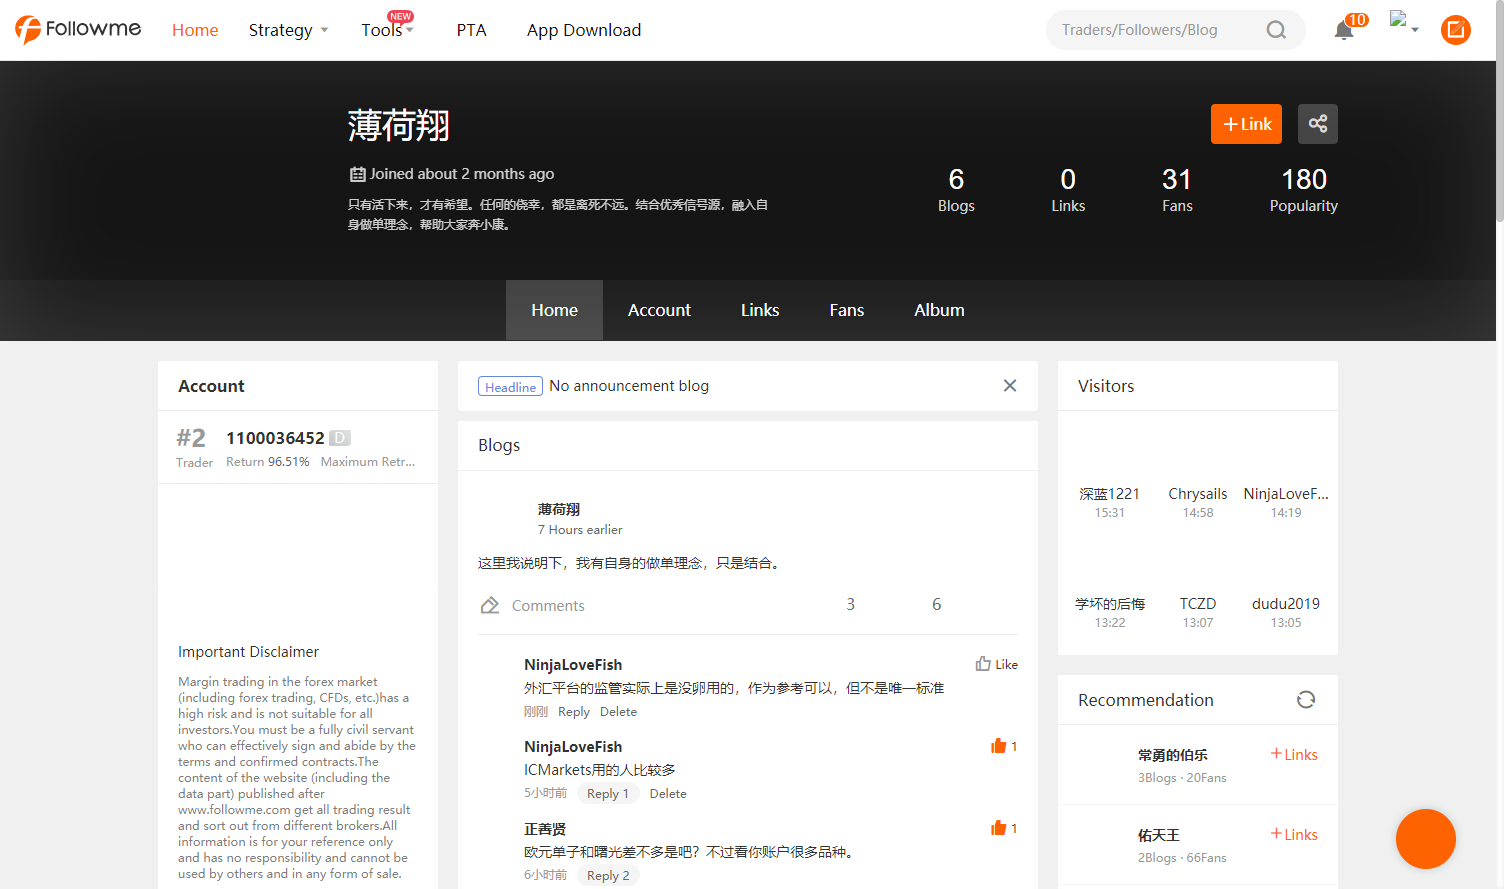 Followme Home Strategy Tools NEW PTA App Download Traders/Followers/Blog 10
薄荷翔
+Link
Joined about 2 months ago
只有活下来，才有希望。任何的侥幸，都是离死不远。结合优秀信号源，融入自
身做单理念，帮助大家奔小康。
6 0 31 180
Blogs Links Fans Popularity
Home Account Links Fans Album
Account
#2 1100036452 D
Trader Return 96.51% Maximum Retr...
Important Disclaimer
Margin trading in the forex market
(including forex trading, CFDs, etc.)has a
high risk and is not suitable for all
investors.You must be a fully civil servant
who can effectively sign and abide by the
terms and confirmed contracts.The
content of the website (including the
data part) published after
www.followme.com get all trading result
and sort out from different brokers.All
information is for your reference only
and has no responsibility and cannot be
used by others and in any form of sale.
Headline No announcement blog
Blogs
薄荷翔
7 Hours earlier
这里我说明下，我有自身的做单理念，只是结合。
Comments 3 6
NinjaLoveFish Like
外汇平台的监管实际上是没卵用的，作为参考可以，但不是唯一标准
刚刚 Reply Delete
NinjaLoveFish 1
ICMarkets用的人比较多
5小时前 Reply 1 Delete
正善贤 1
欧元单子和曙光差不多是吧？不过看你账户很多品种。
6小时前 Reply 2
Visitors
深蓝1221 Chrysails NinjaLoveF...
15:31 14:58 14:19
学坏的后悔 TCZD dudu2019
13:22 13:07 13:05
Recommendation
常勇的伯乐 +Links
3Blogs · 20Fans
佑天王 +Links
2Blogs · 66Fans